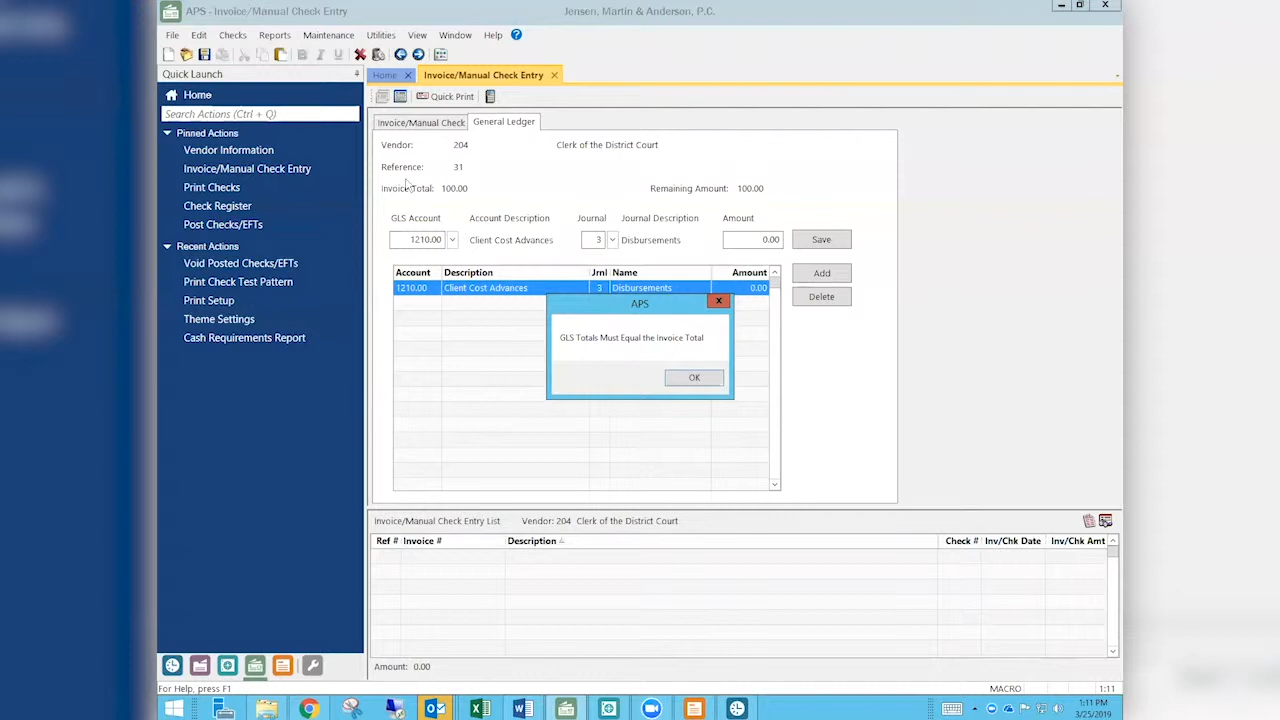 APS - Invoice/Manual Check Entry Jensen, Martin & Anderson, P.C.
File Edit Checks Reports Maintenance Utilities View Window Help
Quick Launch
Home Invoice/Manual Check Entry
Home
Quick Print
Search Actions (Ctrl + Q)
Invoice/Manual Check General Ledger
Pinned Actions
Vendor Information
Invoice/Manual Check Entry
Print Checks
Check Register
Post Checks/EFTs
Recent Actions
Void Posted Checks/EFTs
Print Check Test Pattern
Print Setup
Theme Settings
Cash Requirements Report
Vendor: 204 Clerk of the District Court
Reference: 31
Invoice Total: 100.00 Remaining Amount: 100.00
GLS Account Account Description Journal Journal Description Amount
1210.00 Client Cost Advances 3 Disbursements 0.00 Save
Account Description Jrnl Name Amount Add
1210.00 Client Cost Advances 3 Disbursements 0.00
Delete
APS
GLS Totals Must Equal the Invoice Total
OK
Invoice/Manual Check Entry List Vendor: 204 Clerk of the District Court
Ref # Invoice # Description Check # Inv/Chk Date Inv/Chk Amt
Amount: 0.00
For Help, press F1 MACRO 1:11
1:11 PM
3/25/2019